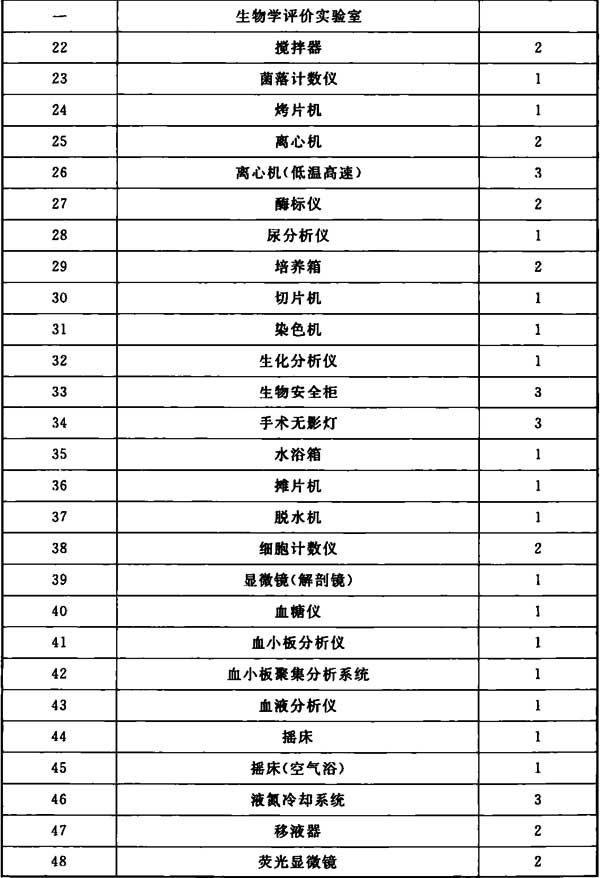 一 生物学评价实验室
22 搅拌器 2
23 菌落计数仪 1
24 烤片机 1
25 离心机 2
26 离心机(低温高速) 3
27 酶标仪 2
28 尿分析仪 1
29 培养箱 2
30 切片机 1
31 染色机 1
32 生化分析仪 1
33 生物安全柜 3
34 手术无影灯 3
35 水浴箱 1
36 摊片机 1
37 脱水机 1
38 细胞计数仪 2
39 显微镜(解剖镜) 1
40 血糖仪 1
41 血小板分析仪 1
42 血小板聚集分析系统 1
43 血液分析仪 1
44 摇床 1
45 摇床(空气浴) 1
46 液氮冷却系统 3
47 移液器 2
48 荧光显微镜 2